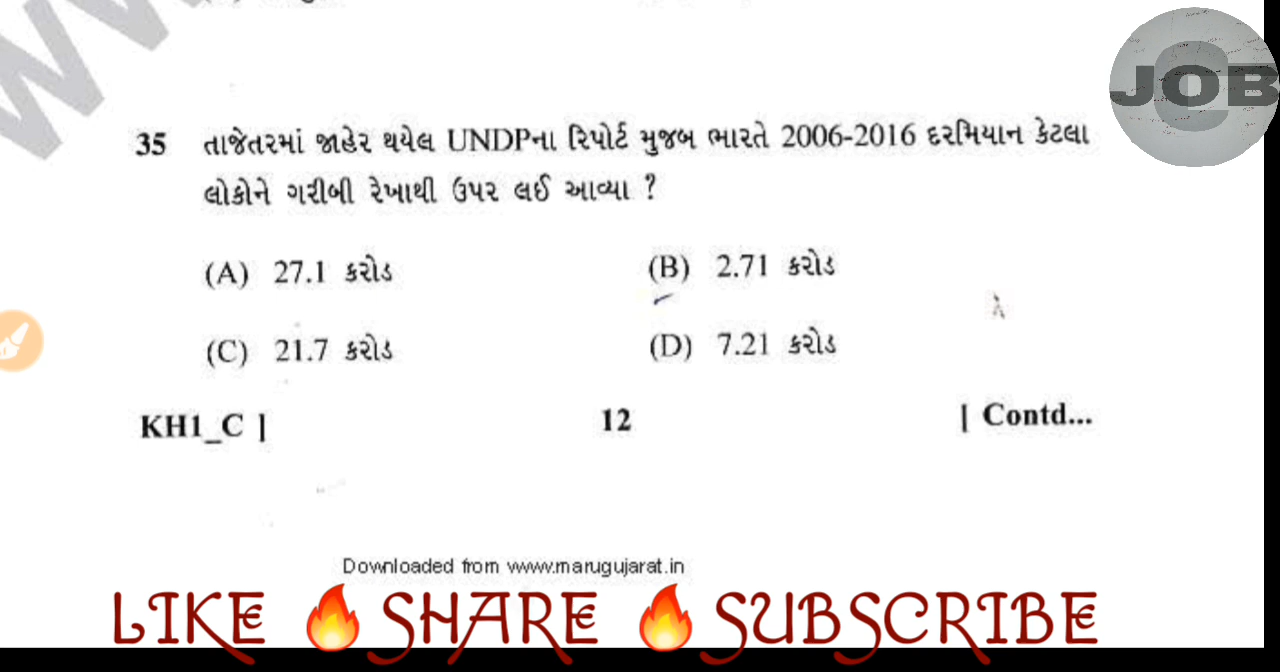 JOB
35 તાજેતરમાં જાહેર થયેલ UNDPના રિપોર્ટ મુજબ ભારતે 2006-2016 દરમિયાન કેટલા
લોકોને ગરીબી રેખાથી ઉપર લઈ આવ્યા ?
(A) 27.1 કરોડ (B) 2.71 કરોડ
(C) 21.7 કરોડ (D) 7.21 કરોડ
KH1_C ] 12 [ Contd...
Downloaded from www.marugujarat.in
LIKE 🔥 SHARE 🔥 SUBSCRIBE